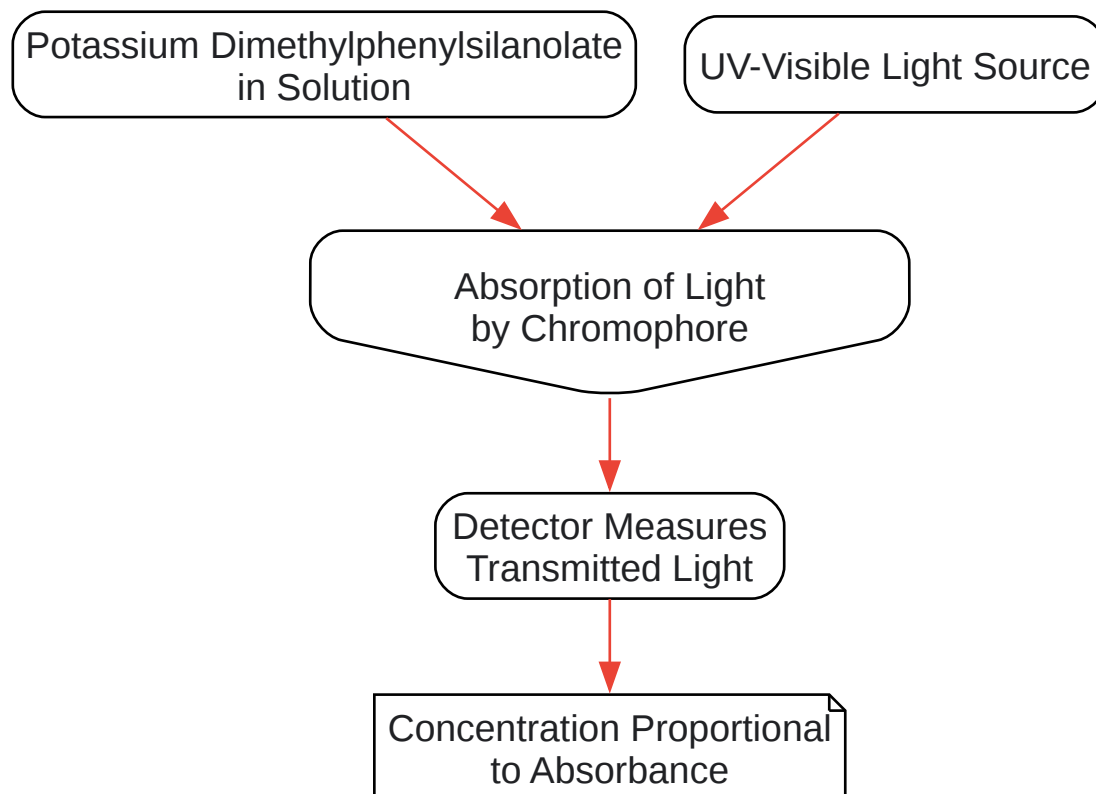 Potassium Dimethylphenylsilanolate
in Solution
UV-Visible Light Source
Absorption of Light
by Chromophore
Detector Measures
Transmitted Light
Concentration Proportional
to Absorbance